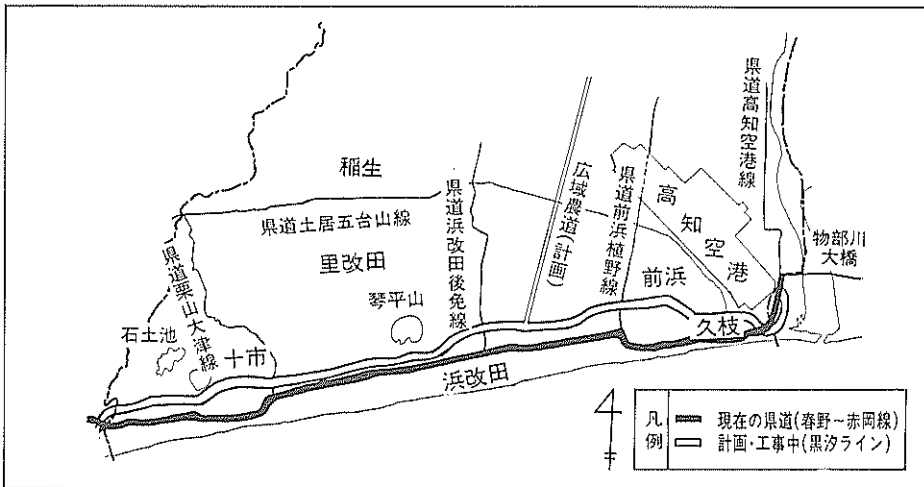 県道高知空港線
稲生
県道土居五台山線
県道浜改田後免線
広域農道(計画)
県道前浜植野線
高知空港
物部川
大橋
県道栗山大津線
里改田
前浜
琴平山
石土池
十市
久枝
浜改田
凡例
現在の県道(春野～赤岡線)
計画・工事中(黒汐ライン)